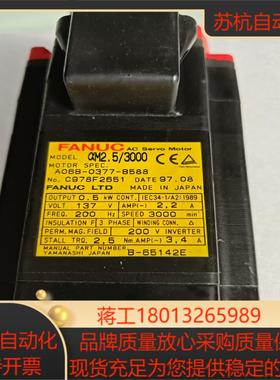 苏杭自动
FANUC AC Servo Motor
MODEL αM2.5/3000
MOTOR SPEC.
A06B-0377-B588
No. C978F2651 DATE 97.08
FANUC LTD MADE IN JAPAN
OUTPUT 0.5 kW CONT. IEC34-1/A2:1989
VOLT 137 V AMP(~) 2,2 A
FREQ. 200 Hz SPEED 3000 min
INSULATION F 3 PHASE WINDING CONN.
PERM.MAG.FIELD 200 V INVERTER
STALL TRQ. 2,5 Nm AMP(~) 3,4 A
MANUAL PART NUMBER
YAMANASHI JAPAN B-65142E
蒋工18013265989
自动化 品牌质量放心采购诚信
开票 现货充足为您提供稳定的